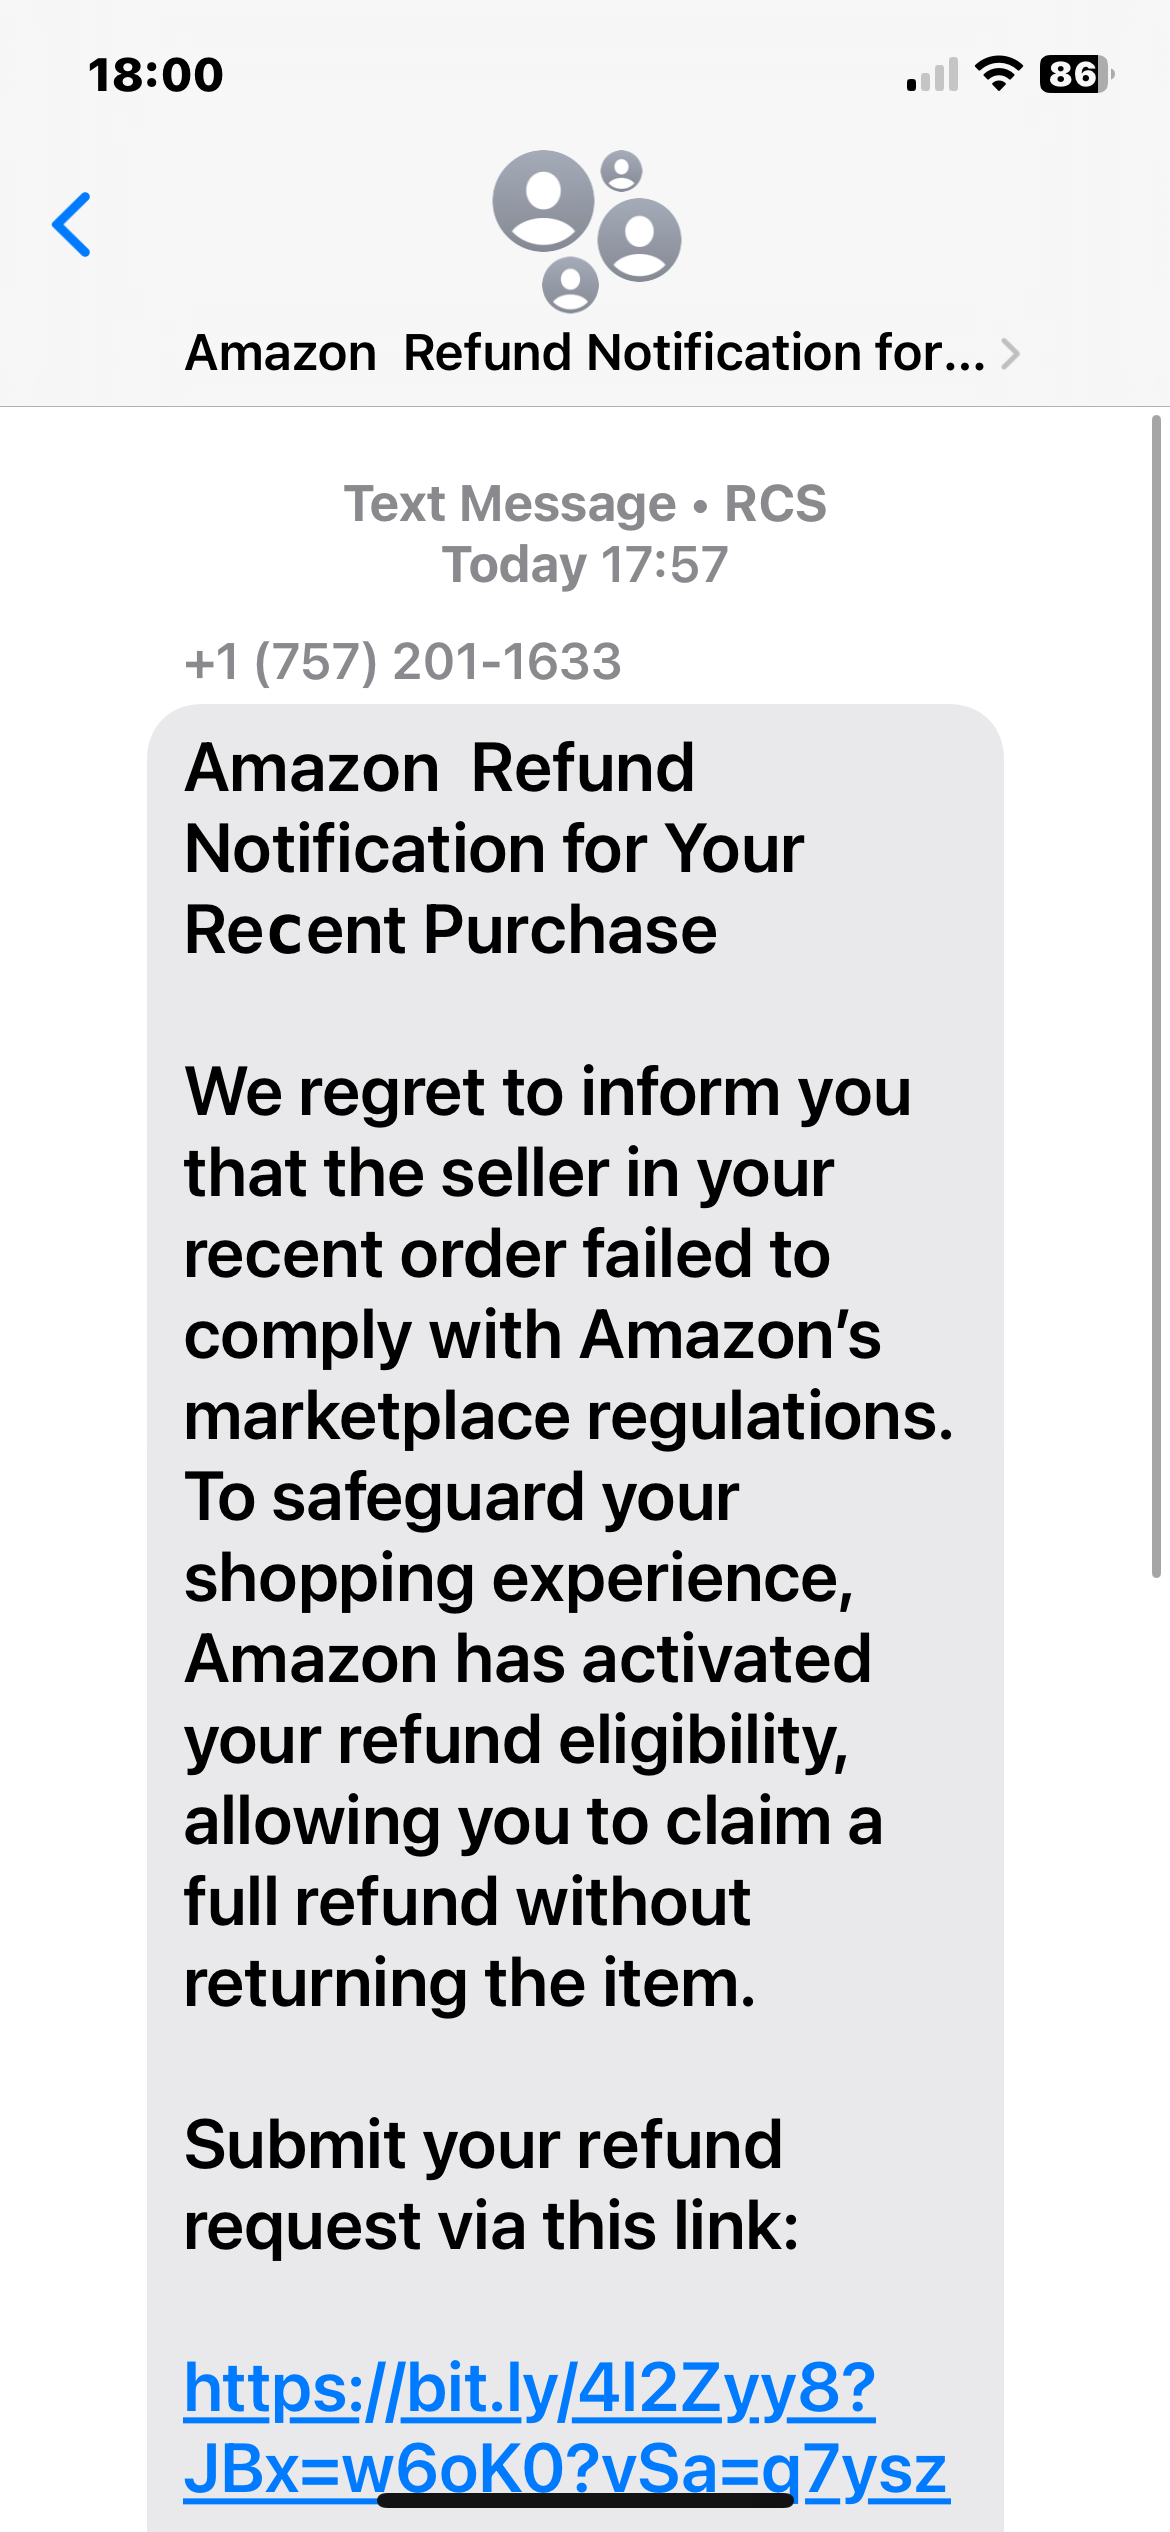 18:00
86
Amazon  Refund Notification for...
Text Message • RCS
Today 17:57
+1 (757) 201-1633
Amazon  Refund
Notification for Your
Reсent Purchase
We regret to inform you
that the seller in your
recent order failed to
comply with Amazon’s
marketplace regulations.
To safeguard your
shopping experience,
Amazon has activated
your refund eligibility,
allowing you to claim a
full refund without
returning the item.
Submit your refund
request via this link:
https://bit.ly/4l2Zyy8?
JBx=w6oK0?vSa=q7ysz